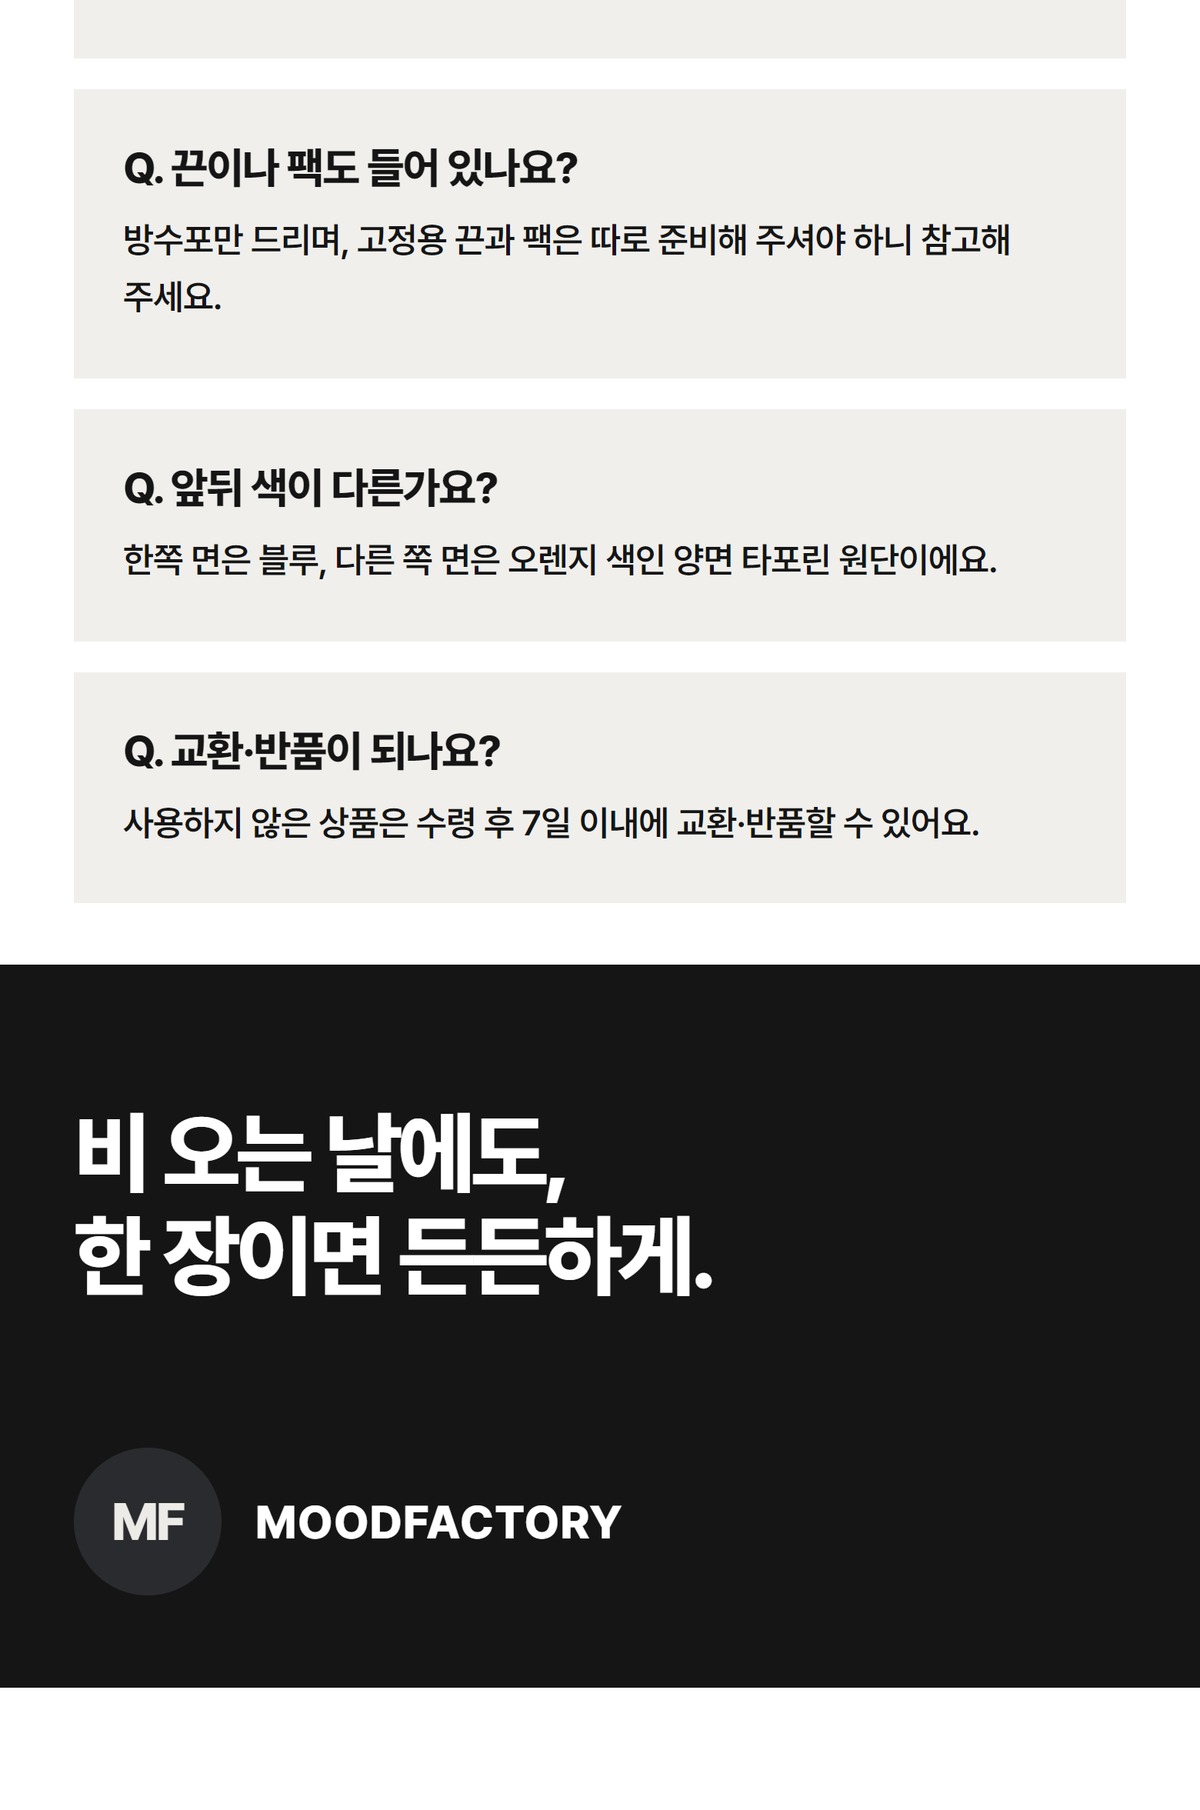 Q. 끈이나 팩도 들어 있나요?
방수포만 드리며, 고정용 끈과 팩은 따로 준비해 주셔야 하니 참고해
주세요.
Q. 앞뒤 색이 다른가요?
한쪽 면은 블루, 다른 쪽 면은 오렌지 색인 양면 타포린 원단이에요.
Q. 교환·반품이 되나요?
사용하지 않은 상품은 수령 후 7일 이내에 교환·반품할 수 있어요.
비 오는 날에도,
한 장이면 든든하게.
MF MOODFACTORY